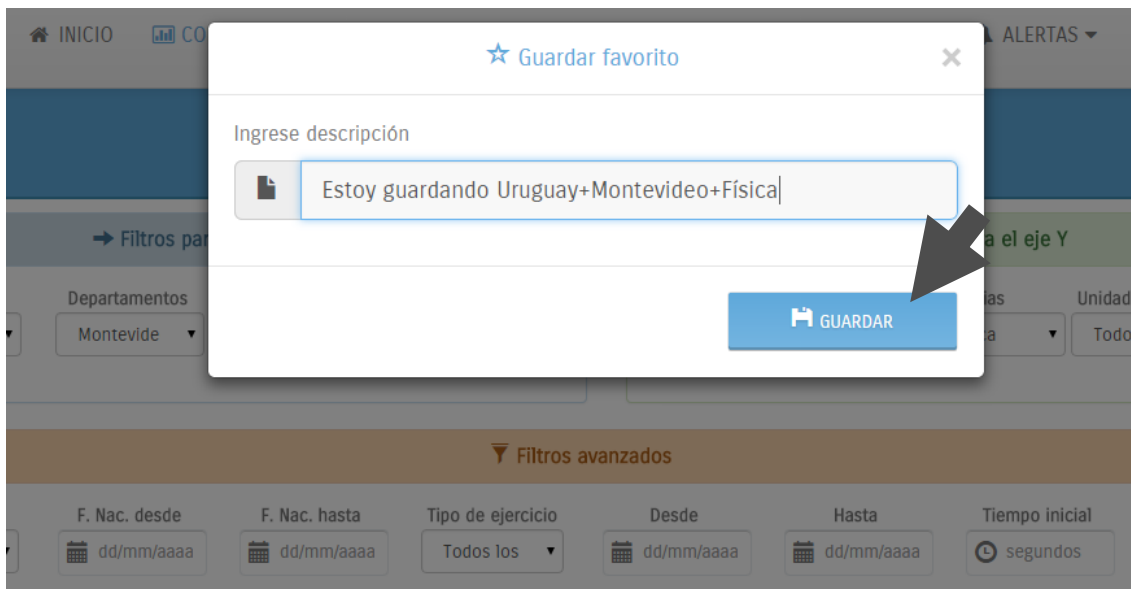 INICIO CO ALERTAS
Guardar favorito ×
Ingrese descripción
Estoy guardando Uruguay+Montevideo+Física
Filtros par a el eje Y
GUARDAR
Departamentos ias Unidad
Montevide a Todo
Filtros avanzados
F. Nac. desde F. Nac. hasta Tipo de ejercicio Desde Hasta Tiempo inicial
dd/mm/aaaa dd/mm/aaaa Todos los dd/mm/aaaa dd/mm/aaaa segundos